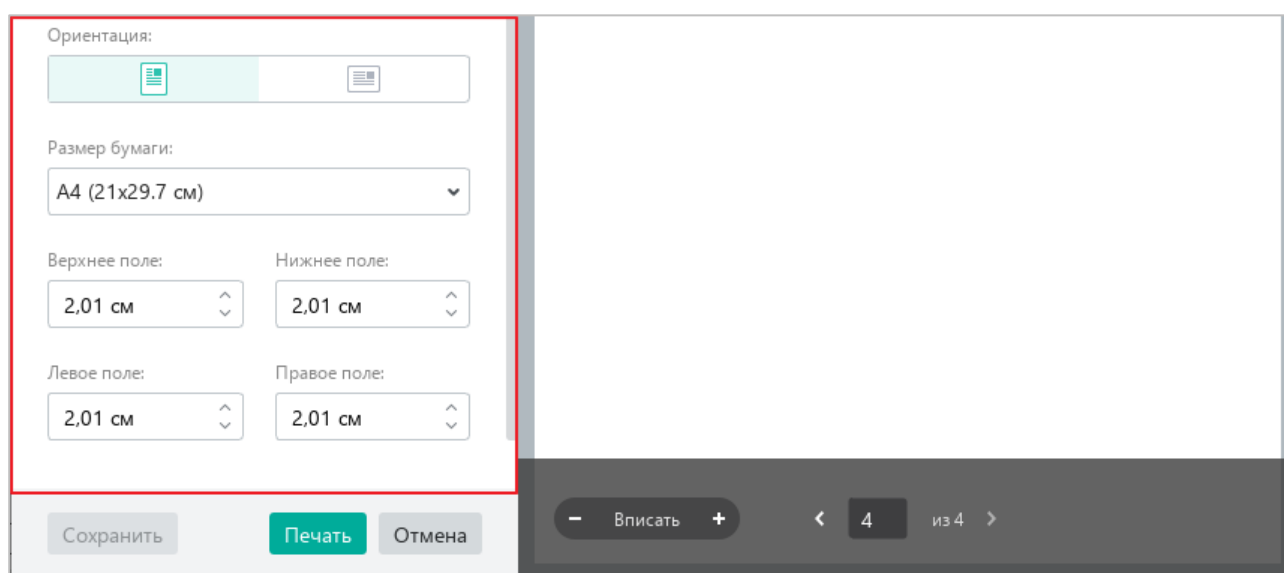 Ориентация:
Размер бумаги:
A4 (21x29.7 см)
Верхнее поле: Нижнее поле:
2,01 см 2,01 см
Левое поле: Правое поле:
2,01 см 2,01 см
Сохранить Печать Отмена − Вписать + 4 из 4